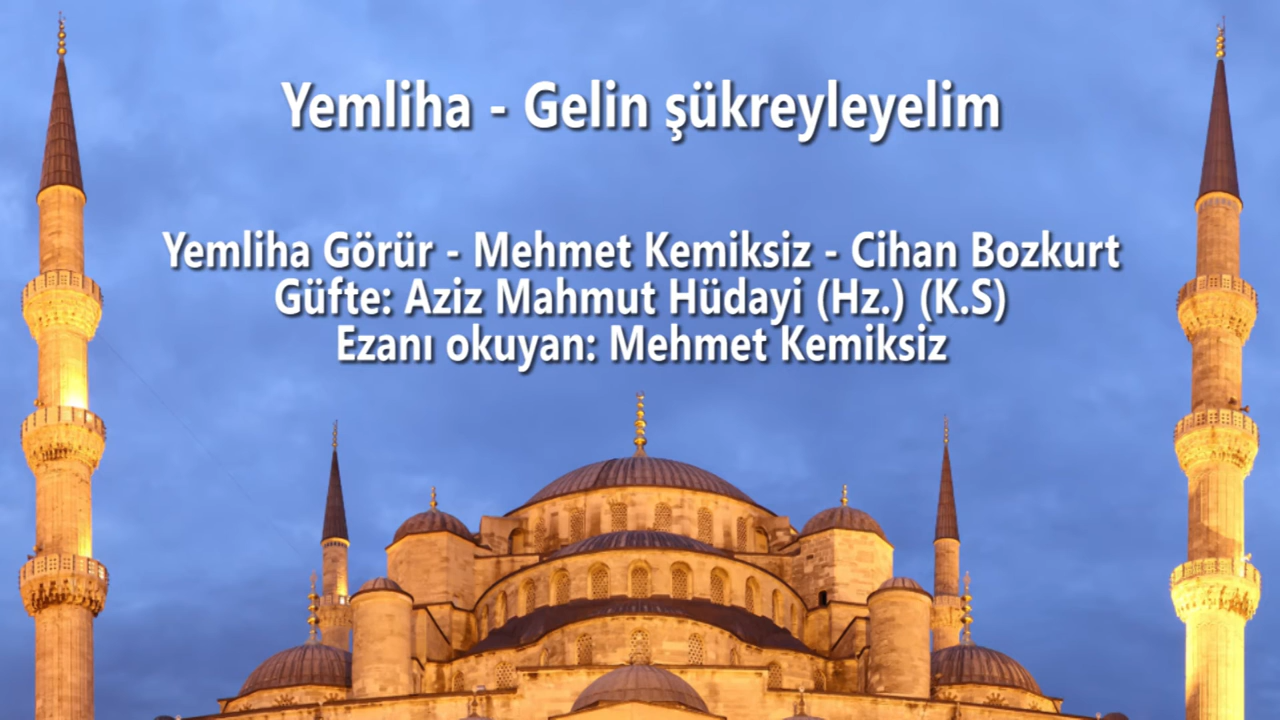 Yemliha - Gelin şükreyleyelim
Yemliha Görür - Mehmet Kemiksiz - Cihan Bozkurt
Güfte: Aziz Mahmut Hüdayi (Hz.) (K.S)
Ezanı okuyan: Mehmet Kemiksiz